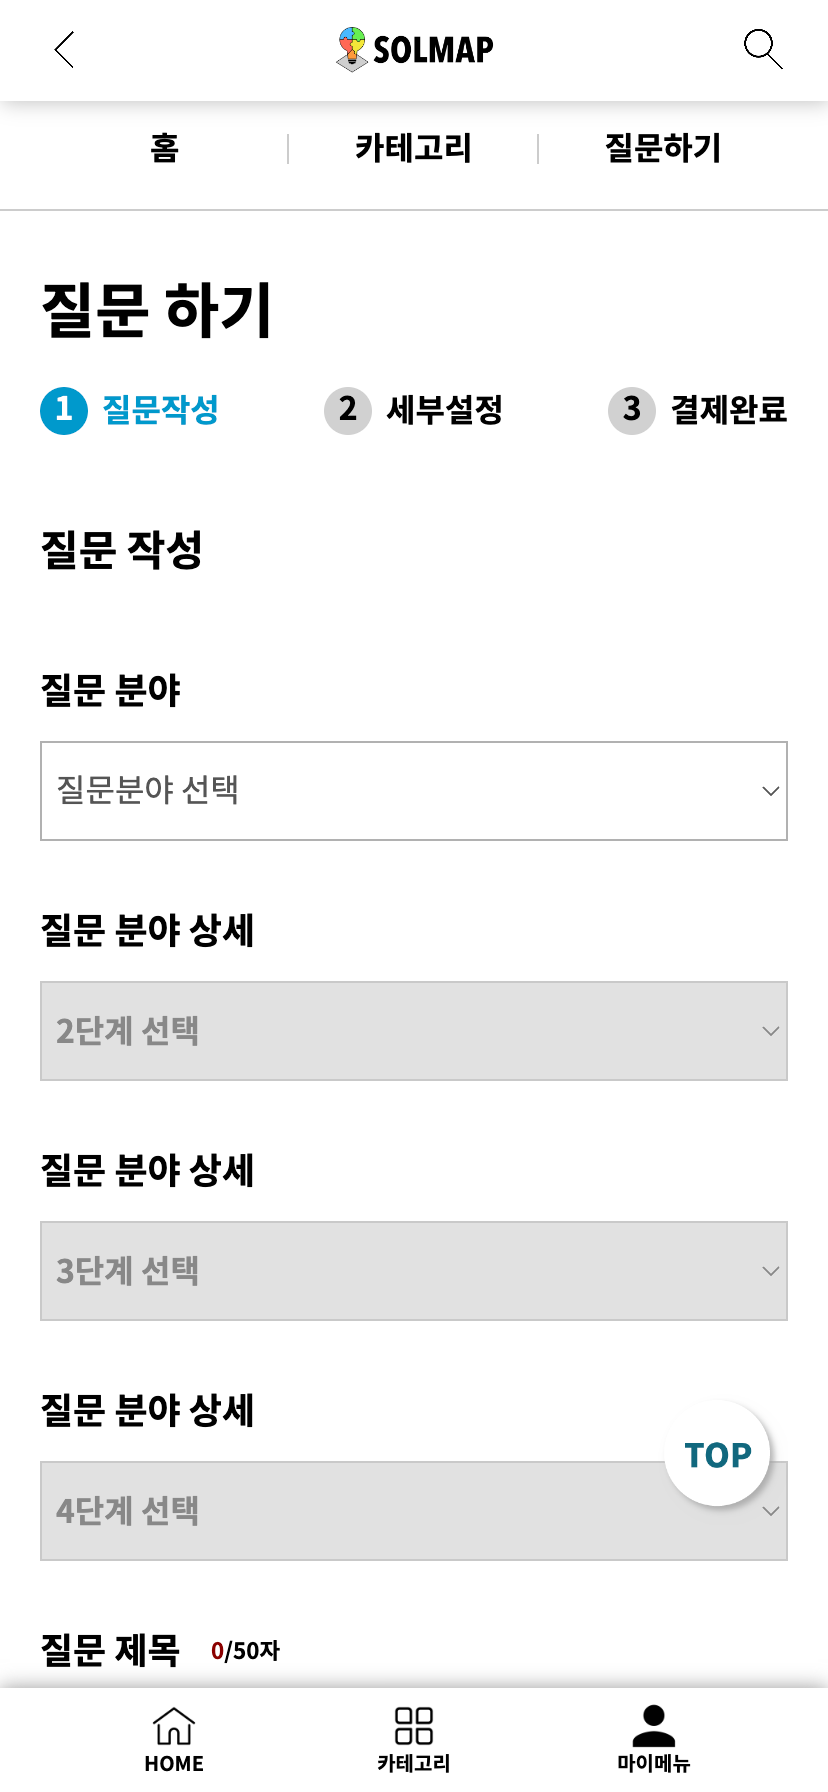 SOLMAP
홈 카테고리 질문하기
질문 하기
1 질문작성 2 세부설정 3 결제완료
질문 작성
질문 분야
질문분야 선택
질문 분야 상세
2단계 선택
질문 분야 상세
3단계 선택
질문 분야 상세
TOP
4단계 선택
질문 제목 0/50자
HOME 카테고리 마이메뉴